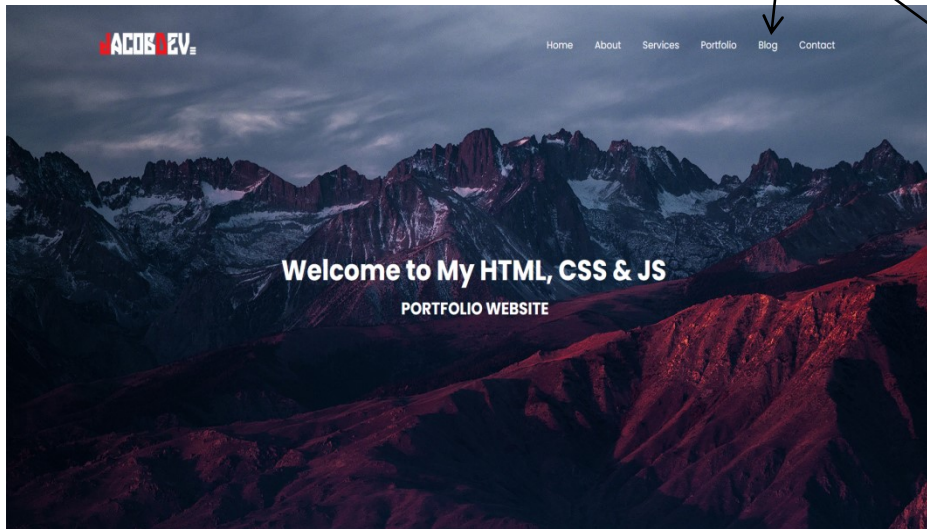 JACOBDEV.
Home About Services Portfolio Blog Contact
Welcome to My HTML, CSS & JS
PORTFOLIO WEBSITE